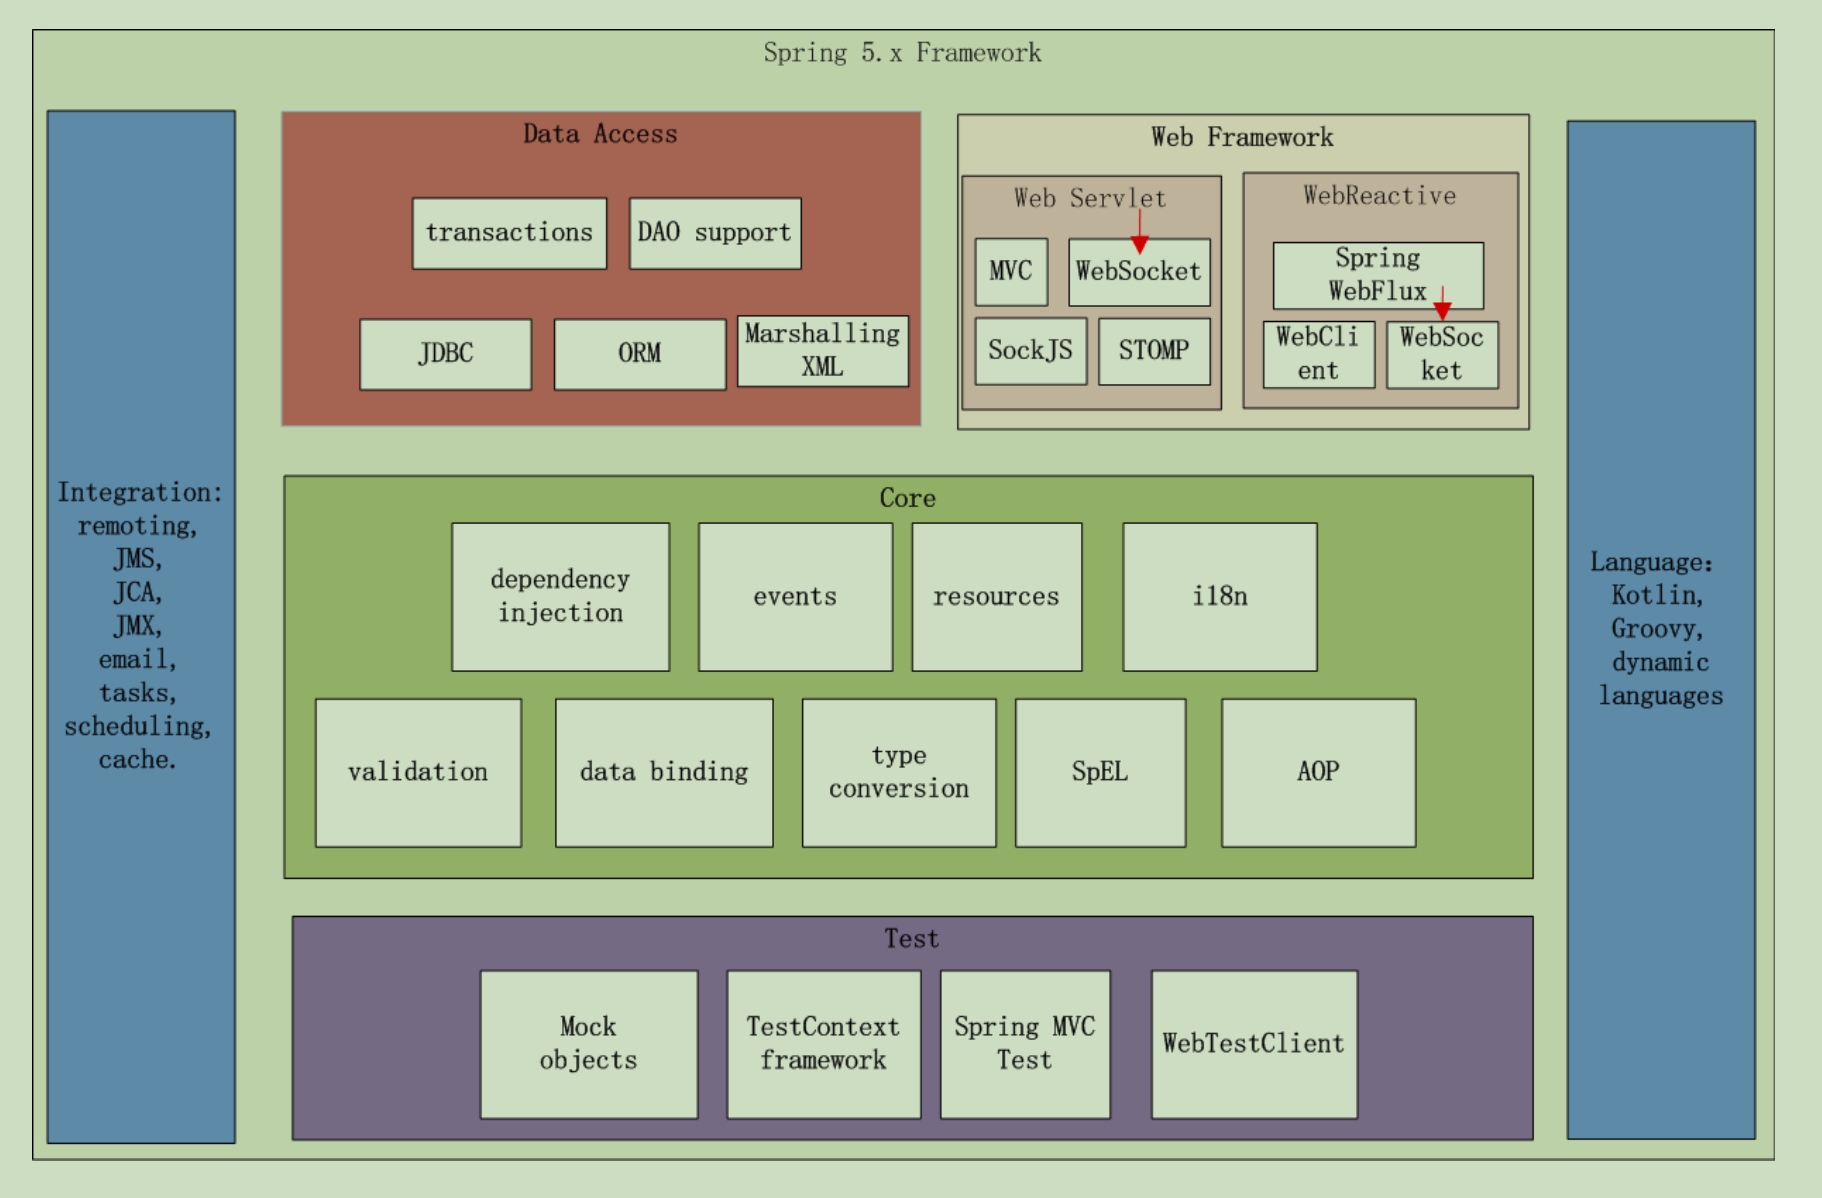 Spring 5.x Framework
Integration:
remoting,
JMS,
JCA,
JMX,
email,
tasks,
scheduling,
cache.
Data Access
transactions
DAO support
JDBC
ORM
Marshalling
XML
Web Framework
Web Servlet
MVC
WebSocket
SockJS
STOMP
WebReactive
Spring
WebFlux
WebCli
ent
WebSoc
ket
Core
dependency
injection
events
resources
i18n
validation
data binding
type
conversion
SpEL
AOP
Test
Mock
objects
TestContext
framework
Spring MVC
Test
WebTestClient
Language：
Kotlin,
Groovy,
dynamic
languages